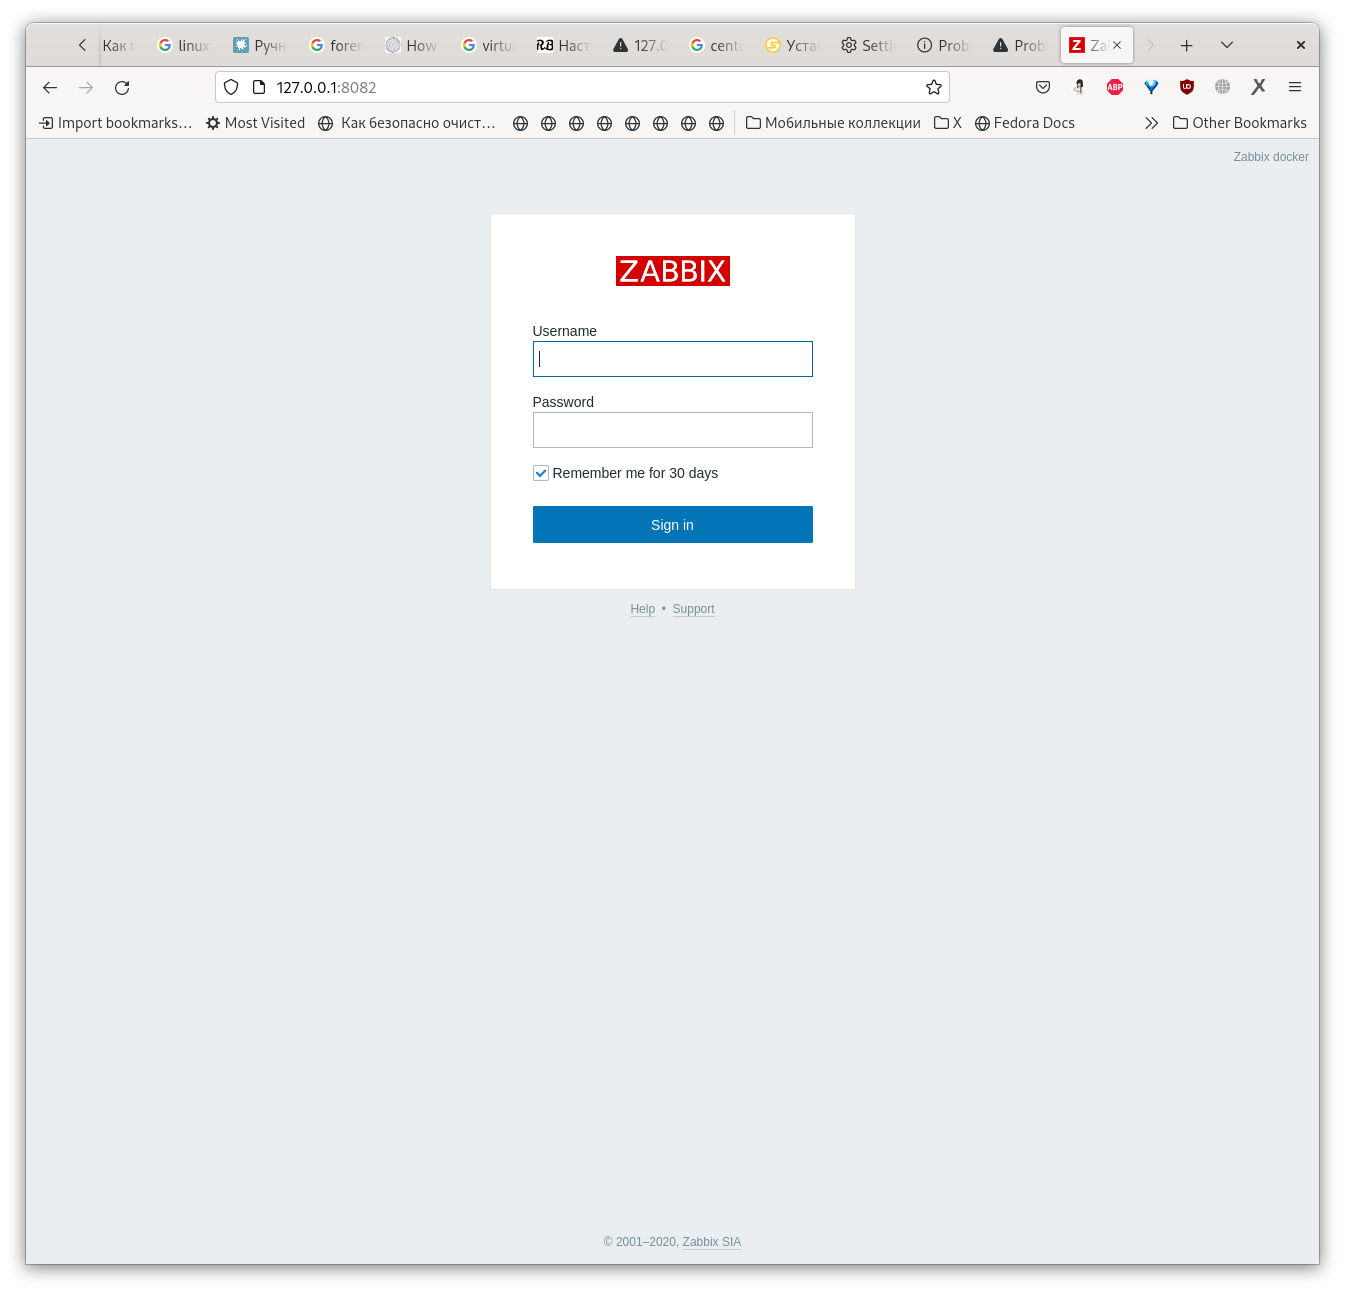 Как linux Ручн forer How virtu Наст 127.0 cento Уста Setti Prob Prob Za
127.0.0.1:8082
Import bookmarks... Most Visited Как безопасно очист... Мобильные коллекции X Fedora Docs Other Bookmarks
Zabbix docker
ZABBIX
Username
Password
Remember me for 30 days
Sign in
Help • Support
© 2001–2020, Zabbix SIA